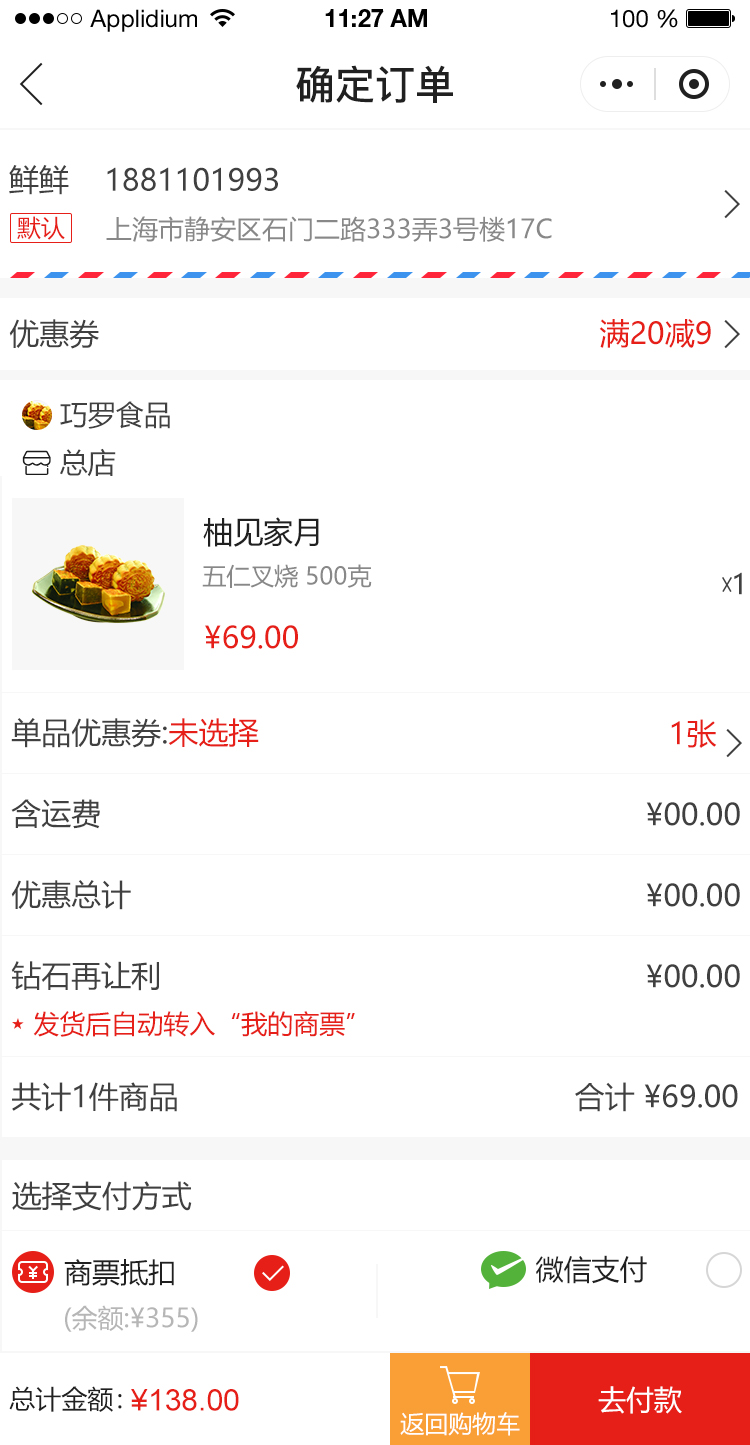 Applidium 11:27 AM 100 %
确定订单
鲜鲜 1881101993
默认 上海市静安区石门二路333弄3号楼17C
优惠券 满20减9
巧罗食品
总店
柚见家月
五仁叉烧 500克
x1
¥69.00
单品优惠券:未选择 1张
含运费 ¥00.00
优惠总计 ¥00.00
钻石再让利 ¥00.00
★ 发货后自动转入“我的商票”
共计1件商品 合计 ¥69.00
选择支付方式
¥ 商票抵扣 微信支付
(余额:¥355)
总计金额: ¥138.00 返回购物车 去付款